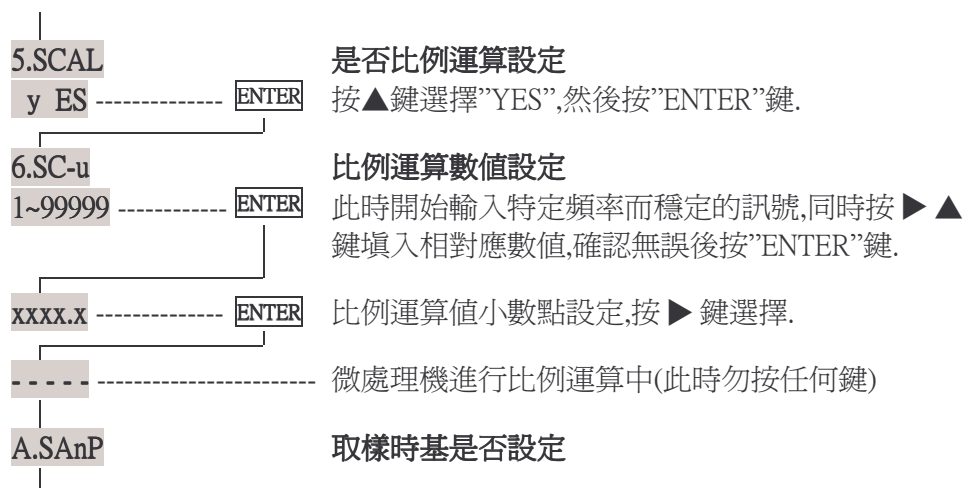 5.SCAL 是否比例運算設定
y ES -------------- ENTER 按▲鍵選擇”YES”,然後按”ENTER”鍵.
6.SC-u 比例運算數值設定
1~99999 ------------ ENTER 此時開始輸入特定頻率而穩定的訊號,同時按 ▶ ▲
鍵填入相對應數值,確認無誤後按”ENTER”鍵.
xxxx.x -------------- ENTER 比例運算值小數點設定,按 ▶ 鍵選擇.
- - - - - ------------------------ 微處理機進行比例運算中(此時勿按任何鍵)
A.SAnP 取樣時基是否設定